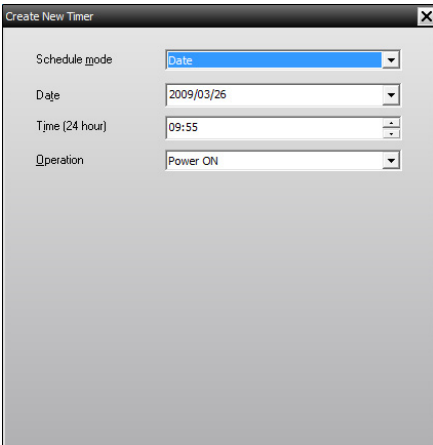 Create New Timer
Schedule mode Date
Date 2009/03/26
Time (24 hour) 09:55
Operation Power ON